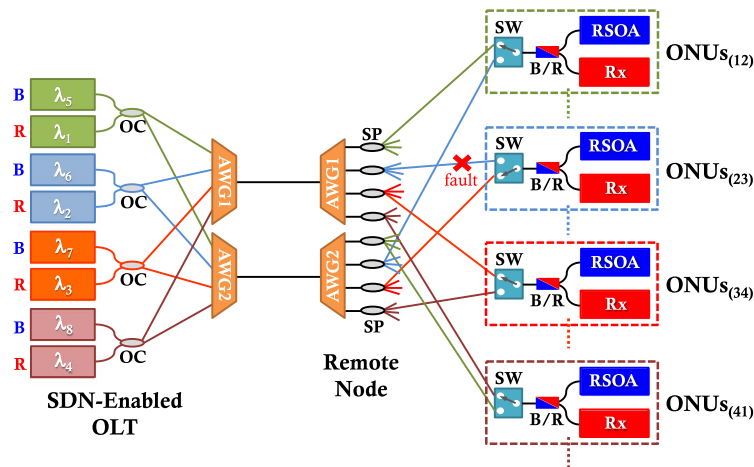 B λ5
R λ1
OC
B λ6
R λ2
OC
B λ7
R λ3
OC
B λ8
R λ4
OC
SDN-Enabled
OLT
AWG1
AWG2
AWG1
AWG2
SP
SP
Remote
Node
fault
SW
B/R
RSOA
Rx
ONUs(12)
SW
B/R
RSOA
Rx
ONUs(23)
SW
B/R
RSOA
Rx
ONUs(34)
SW
B/R
RSOA
Rx
ONUs(41)